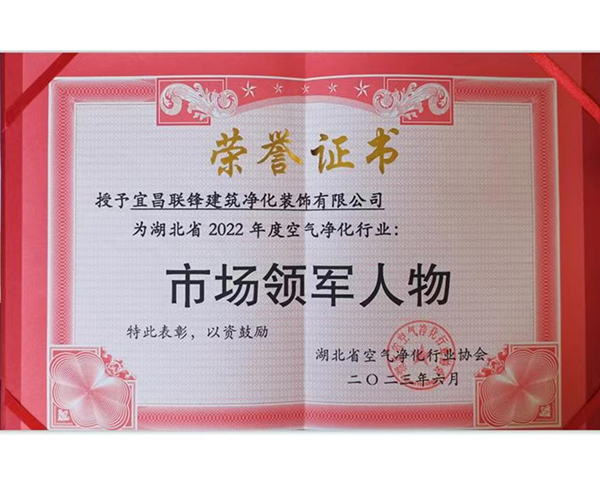 荣誉证书
授予宜昌联锋建筑净化装饰有限公司
为湖北省2022年度空气净化行业:
市场领军人物
特此表彰，以资鼓励
湖北省空气净化行业协会
二〇二三年六月